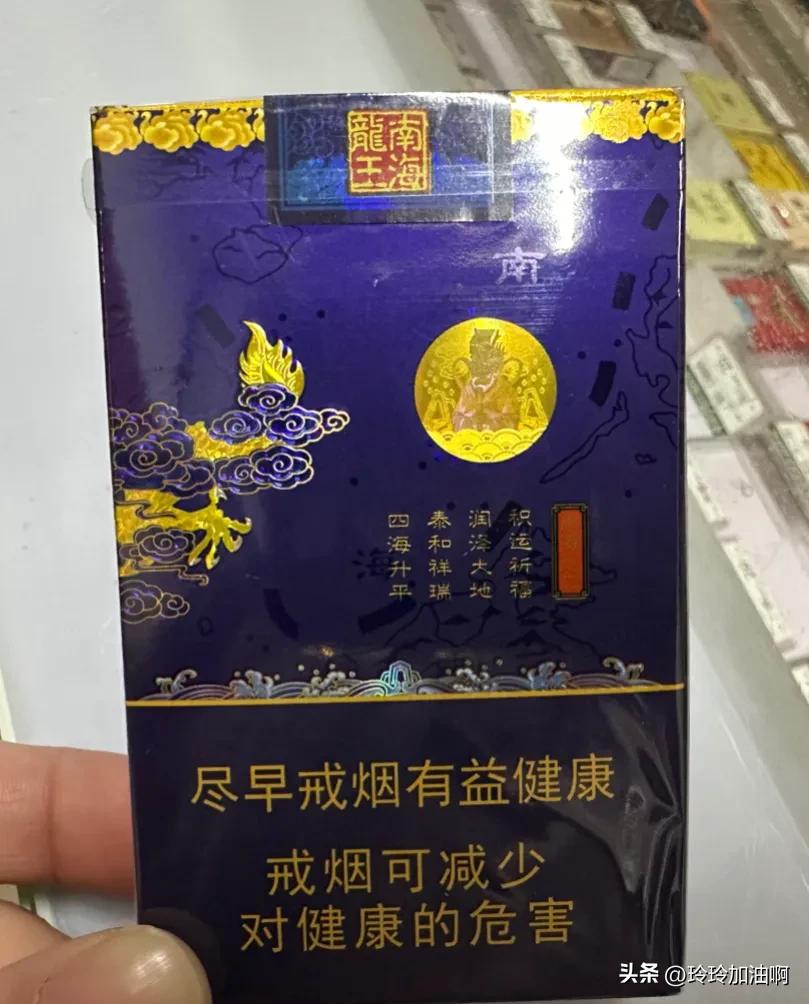 南海
龍王
南
积运祈福
润泽大地
泰和祥瑞
四海升平
海
尽早戒烟有益健康
戒烟可减少
对健康的危害
头条 @玲玲加油啊